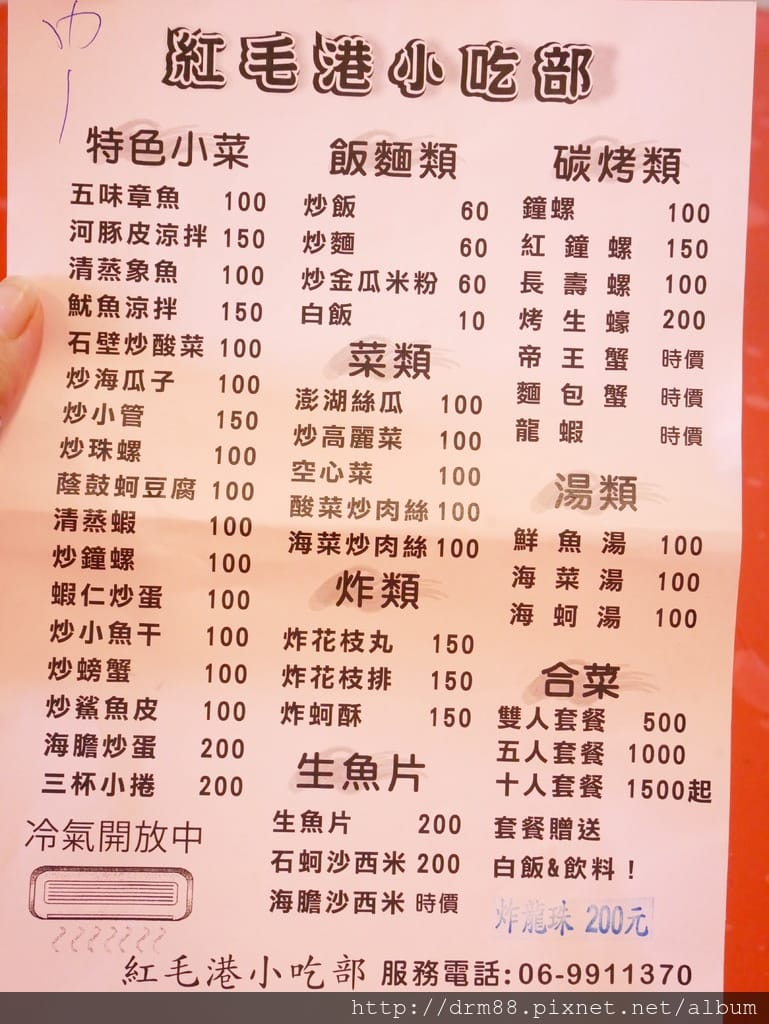 紅毛港小吃部
特色小菜
五味章魚 100
河豚皮涼拌 150
清蒸象魚 100
魷魚涼拌 150
石壁炒酸菜 100
炒海瓜子 100
炒小管 150
炒珠螺 100
蔭鼓蚵豆腐 100
清蒸蝦 100
炒鐘螺 100
蝦仁炒蛋 100
炒小魚干 100
炒螃蟹 100
炒鯊魚皮 100
海膽炒蛋 200
三杯小捲 200
冷氣開放中
飯麵類
炒飯 60
炒麵 60
炒金瓜米粉 60
白飯 10
菜類
澎湖絲瓜 100
炒高麗菜 100
空心菜 100
酸菜炒肉絲 100
海菜炒肉絲 100
炸類
炸花枝丸 150
炸花枝排 150
炸蚵酥 150
生魚片
生魚片 200
石蚵沙西米 200
海膽沙西米 時價
碳烤類
鐘螺 100
紅鐘螺 150
長壽螺 100
烤生蠔 200
帝王蟹 時價
麵包蟹 時價
龍蝦 時價
湯類
鮮魚湯 100
海菜湯 100
海蚵湯 100
合菜
雙人套餐 500
五人套餐 1000
十人套餐 1500起
套餐贈送
白飯&飲料！
炸龍珠 200元
紅毛港小吃部 服務電話:06-9911370
http://drm88.pixnet.net/album